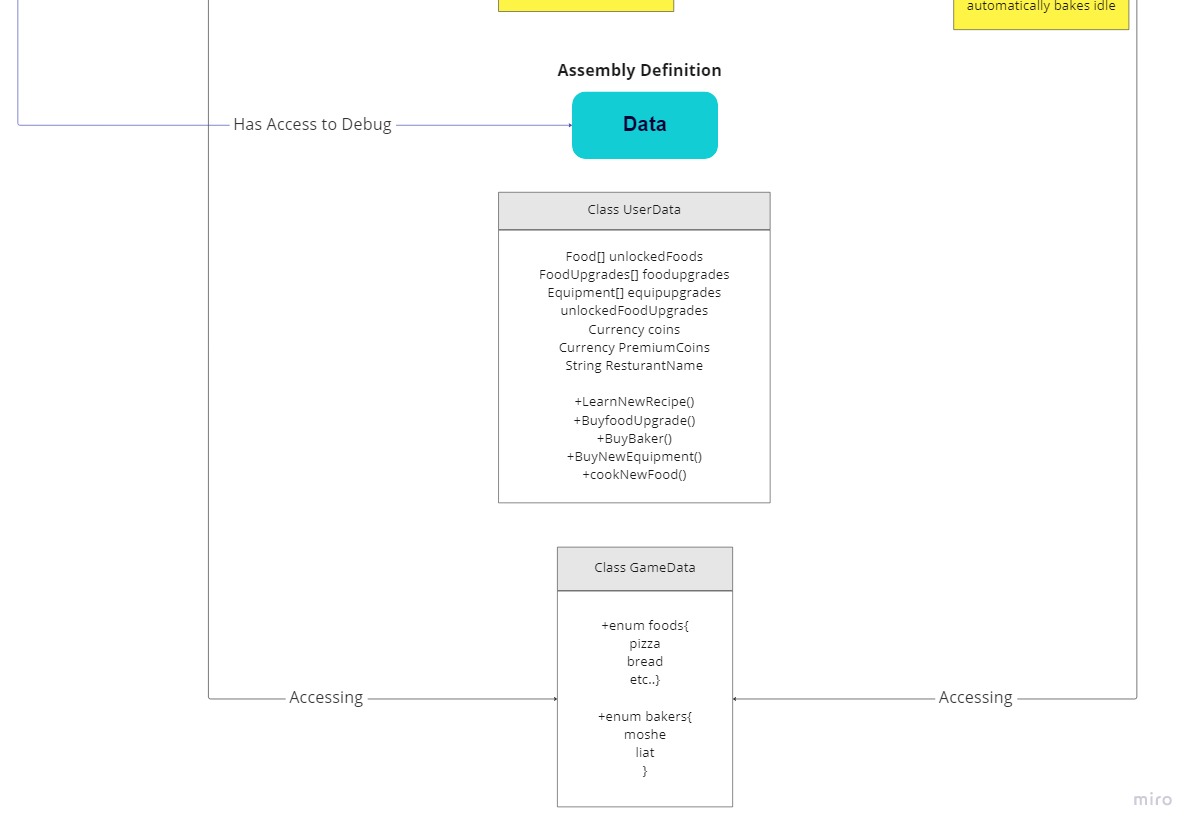 automatically bakes idle
Assembly Definition
Has Access to Debug
Data
Class UserData
Food[] unlockedFoods
FoodUpgrades[] foodupgrades
Equipment[] equipupgrades
unlockedFoodUpgrades
Currency coins
Currency PremiumCoins
String ResturantName
+LearnNewRecipe()
+BuyfoodUpgrade()
+BuyBaker()
+BuyNewEquipment()
+cookNewFood()
Class GameData
+enum foods{
pizza
bread
etc..}
Accessing
Accessing
+enum bakers{
moshe
liat
}
miro